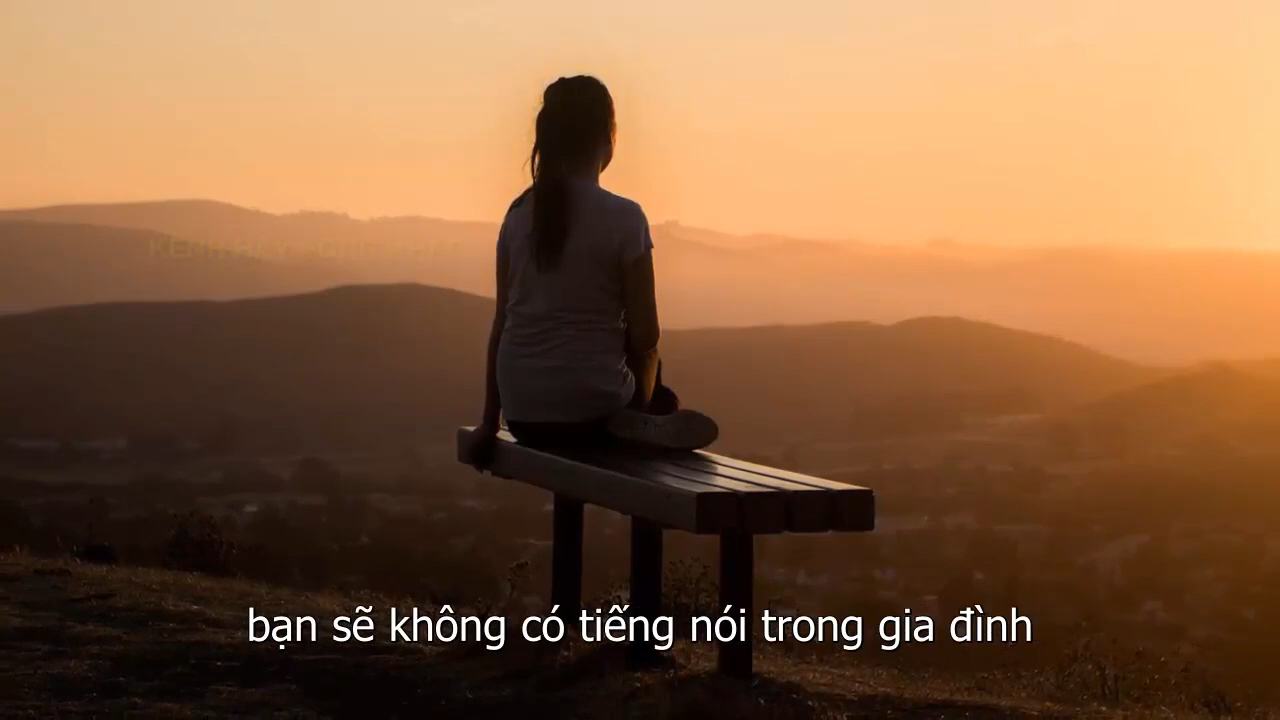 bạn sẽ không có tiếng nói trong gia đình